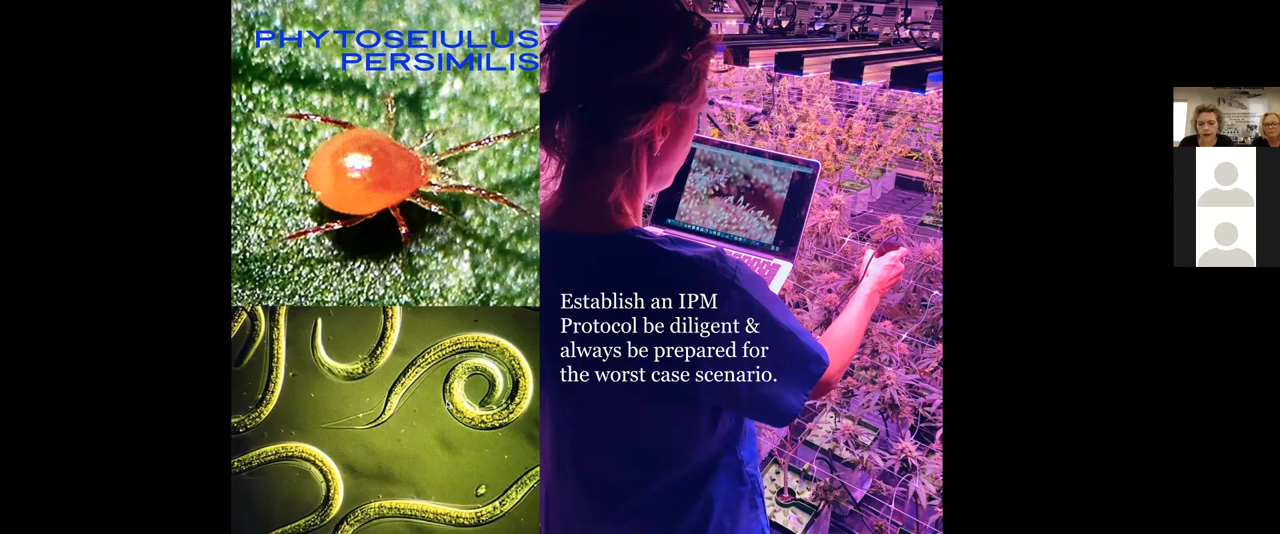 PHYTOSEIULUS
PERSIMILIS
Establish an IPM
Protocol be diligent &
always be prepared for
the worst case scenario.